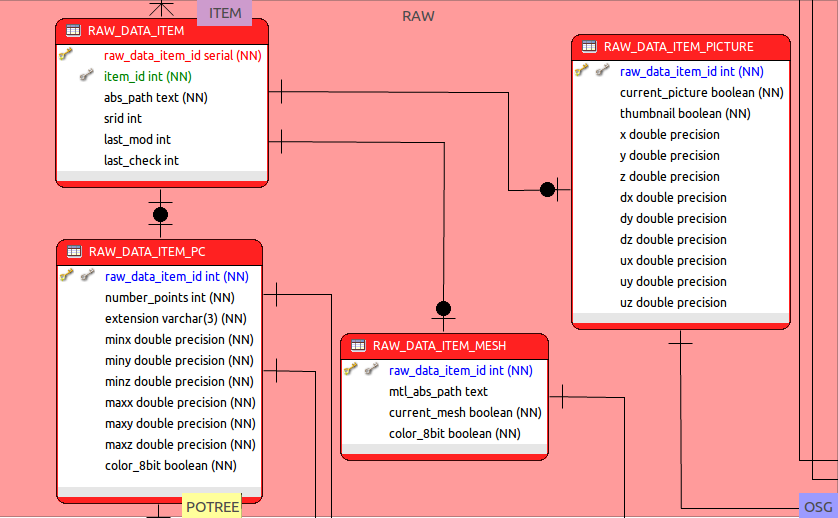 ITEM
RAW
RAW_DATA_ITEM
raw_data_item_id serial (NN)
item_id int (NN)
abs_path text (NN)
srid int
last_mod int
last_check int
RAW_DATA_ITEM_PICTURE
raw_data_item_id int (NN)
current_picture boolean (NN)
thumbnail boolean (NN)
x double precision
y double precision
z double precision
dx double precision
dy double precision
dz double precision
ux double precision
uy double precision
uz double precision
RAW_DATA_ITEM_PC
raw_data_item_id int (NN)
number_points int (NN)
extension varchar(3) (NN)
minx double precision (NN)
miny double precision (NN)
minz double precision (NN)
maxx double precision (NN)
maxy double precision (NN)
maxz double precision (NN)
color_8bit boolean (NN)
RAW_DATA_ITEM_MESH
raw_data_item_id int (NN)
mtl_abs_path text
current_mesh boolean (NN)
color_8bit boolean (NN)
POTREE
OSG